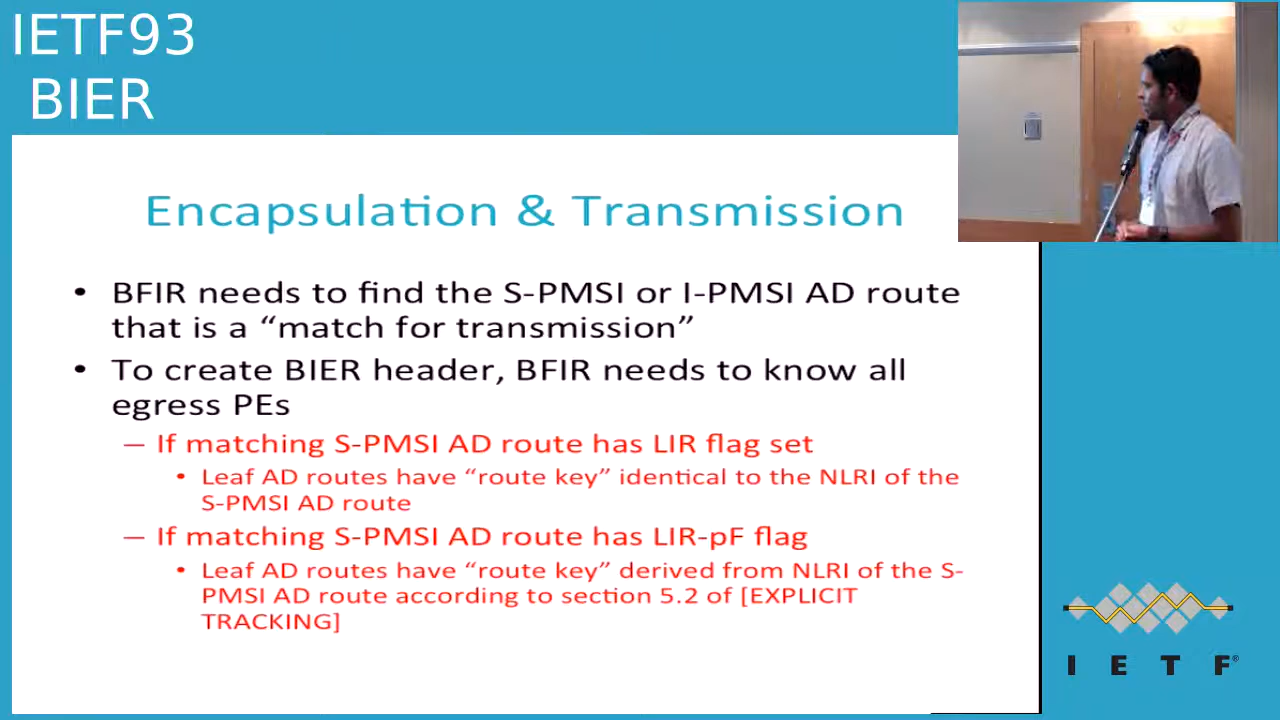 IETF93
BIER
Encapsulation & Transmission
• BFIR needs to find the S-PMSI or I-PMSI AD route
that is a “match for transmission”
• To create BIER header, BFIR needs to know all
egress PEs
– If matching S-PMSI AD route has LIR flag set
• Leaf AD routes have “route key” identical to the NLRI of the
S-PMSI AD route
– If matching S-PMSI AD route has LIR-pF flag
• Leaf AD routes have “route key” derived from NLRI of the S-
PMSI AD route according to section 5.2 of [EXPLICIT
TRACKING]
I E T F®